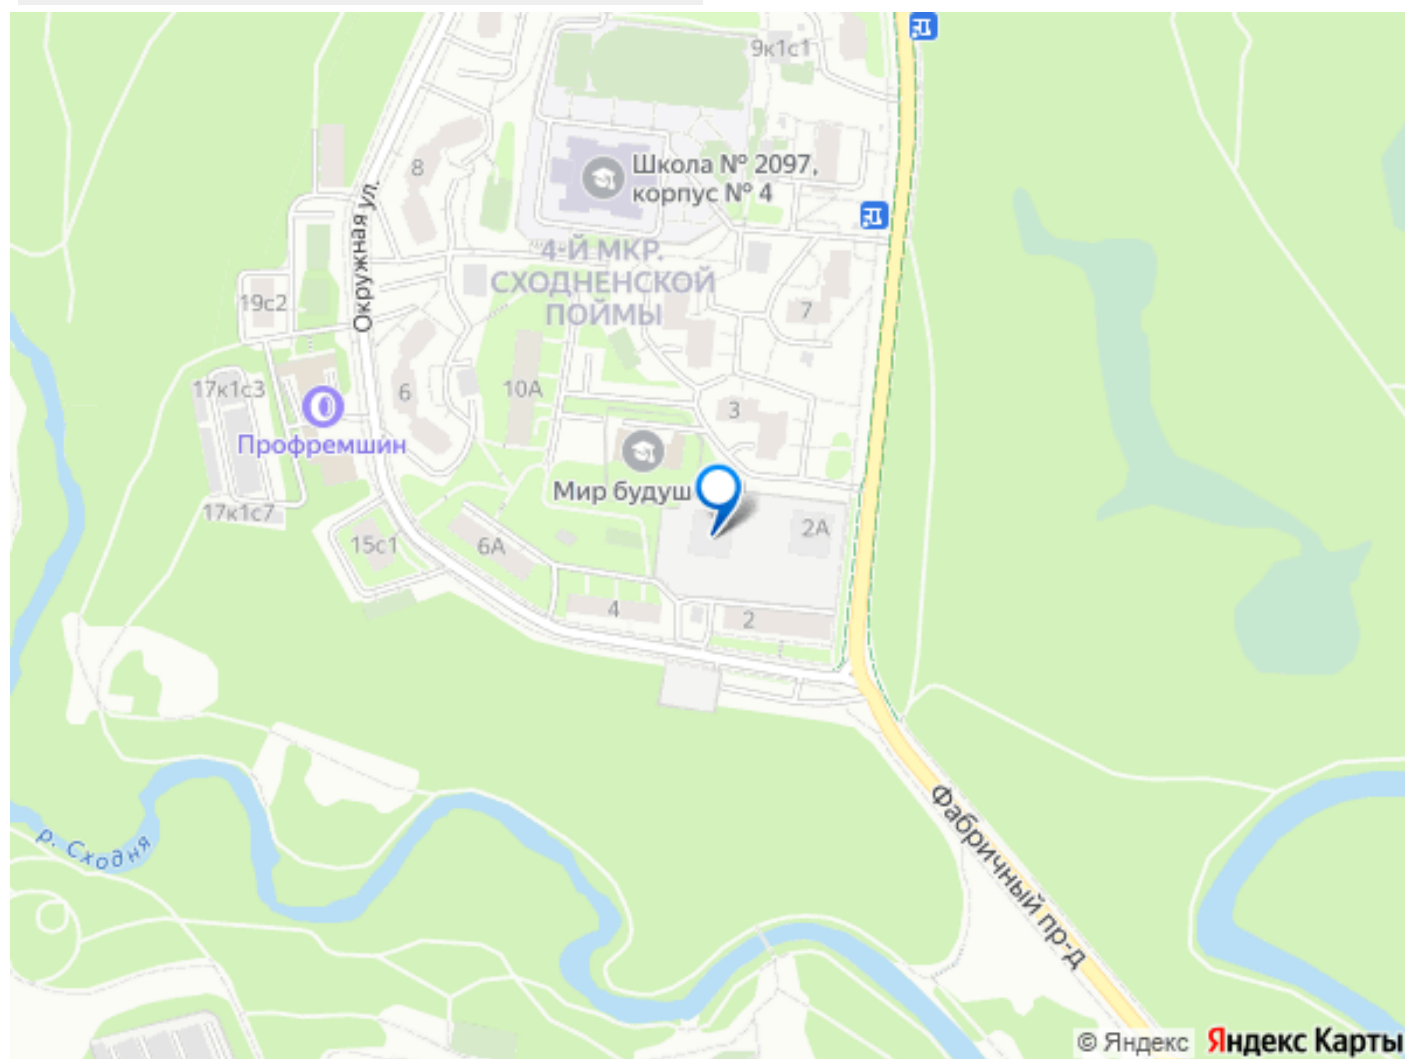 9к1с1
8
Школа № 2097,
корпус № 4
Окружная ул.
4-Й МКР.
СХОДНЕНСКОЙ
ПОЙМЫ
19с2
7
17к1с3
6
10А
3
Профремшин
Мир будущ
17к1с7
15с1
6А
2А
4
2
р. Сходня
Фабричный пр-д
© Яндекс Яндекс Карты